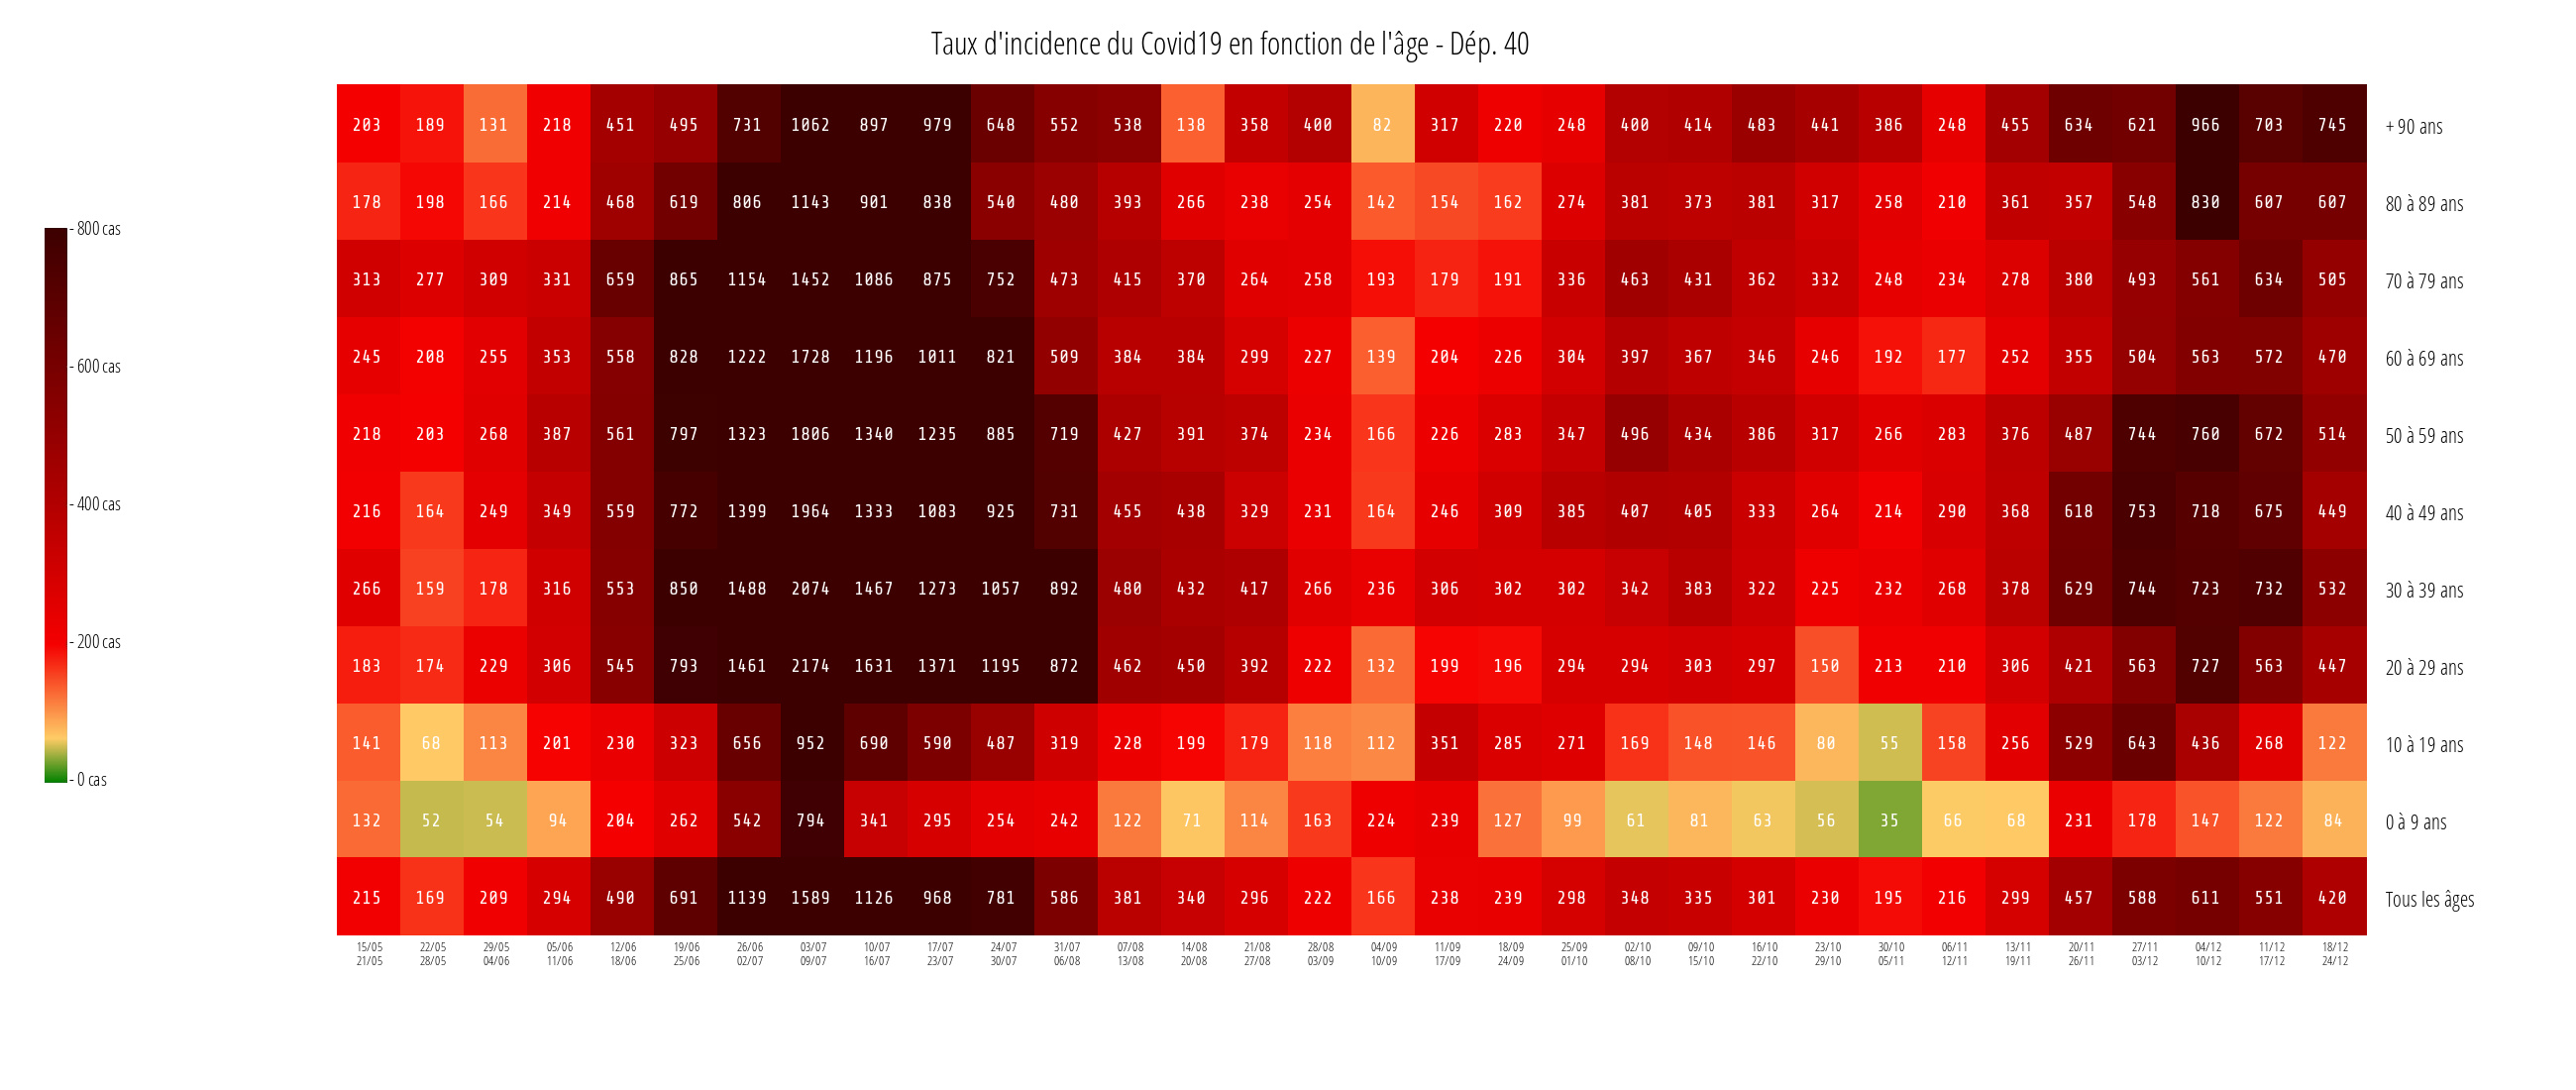 Taux d'incidence du Covid19 en fonction de l'âge - Dép. 40
- 800 cas
- 600 cas
- 400 cas
- 200 cas
- 0 cas
203 189 131 218 451 495 731 1062 897 979 648 552 538 138 358 400 82 317 220 248 400 414 483 441 386 248 455 634 621 966 703 745 + 90 ans
178 198 166 214 468 619 806 1143 901 838 540 480 393 266 238 254 142 154 162 274 381 373 381 317 258 210 361 357 548 830 607 607 80 à 89 ans
313 277 309 331 659 865 1154 1452 1086 875 752 473 415 370 264 258 193 179 191 336 463 431 362 332 248 234 278 380 493 561 634 505 70 à 79 ans
245 208 255 353 558 828 1222 1728 1196 1011 821 509 384 384 299 227 139 204 226 304 397 367 346 246 192 177 252 355 504 563 572 470 60 à 69 ans
218 203 268 387 561 797 1323 1806 1340 1235 885 719 427 391 374 234 166 226 283 347 496 434 386 317 266 283 376 487 744 760 672 514 50 à 59 ans
216 164 249 349 559 772 1399 1964 1333 1083 925 731 455 438 329 231 164 246 309 385 407 405 333 264 214 290 368 618 753 718 675 449 40 à 49 ans
266 159 178 316 553 850 1488 2074 1467 1273 1057 892 480 432 417 266 236 306 302 302 342 383 322 225 232 268 378 629 744 723 732 532 30 à 39 ans
183 174 229 306 545 793 1461 2174 1631 1371 1195 872 462 450 392 222 132 199 196 294 294 303 297 150 213 210 306 421 563 727 563 447 20 à 29 ans
141 68 113 201 230 323 656 952 690 590 487 319 228 199 179 118 112 351 285 271 169 148 146 80 55 158 256 529 643 436 268 122 10 à 19 ans
132 52 54 94 204 262 542 794 341 295 254 242 122 71 114 163 224 239 127 99 61 81 63 56 35 66 68 231 178 147 122 84 0 à 9 ans
215 169 209 294 490 691 1139 1589 1126 968 781 586 381 340 296 222 166 238 239 298 348 335 301 230 195 216 299 457 588 611 551 420 Tous les âges
15/05 22/05 29/05 05/06 12/06 19/06 26/06 03/07 10/07 17/07 24/07 31/07 07/08 14/08 21/08 28/08 04/09 11/09 18/09 25/09 02/10 09/10 16/10 23/10 30/10 06/11 13/11 20/11 27/11 04/12 11/12 18/12
21/05 28/05 04/06 11/06 18/06 25/06 02/07 09/07 16/07 23/07 30/07 06/08 13/08 20/08 27/08 03/09 10/09 17/09 24/09 01/10 08/10 15/10 22/10 29/10 05/11 12/11 19/11 26/11 03/12 10/12 17/12 24/12